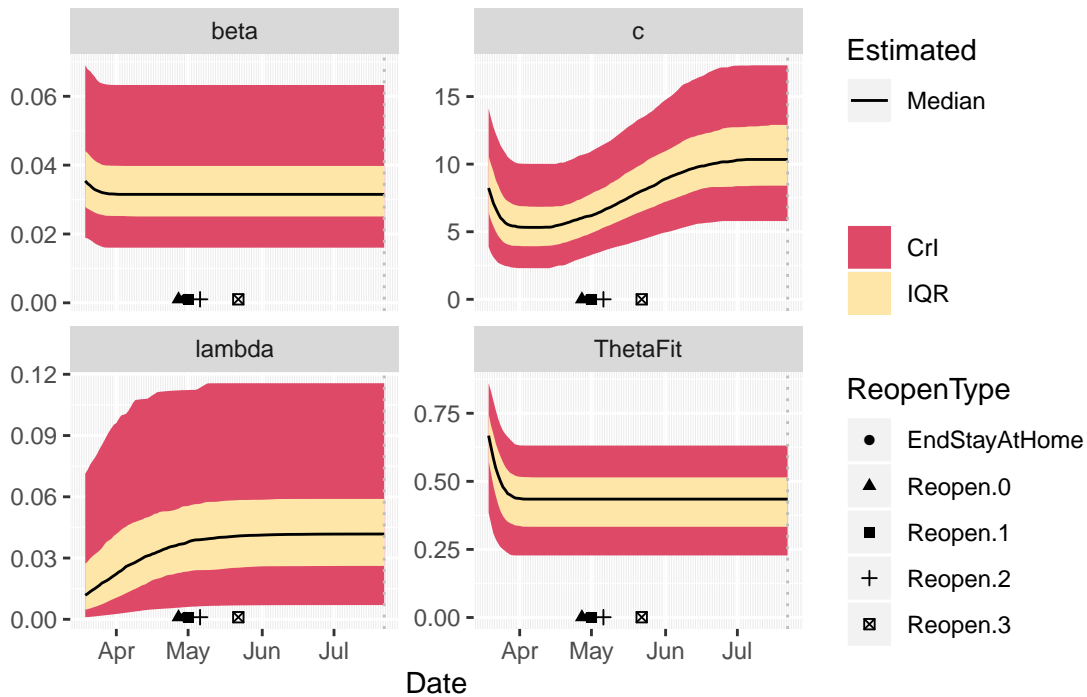 beta
c
0.06
0.04
0.02
0.00
15
10
5
0
lambda
ThetaFit
0.12
0.09
0.06
0.03
0.00
0.75
0.50
0.25
0.00
Apr May Jun Jul
Apr May Jun Jul
Date
Estimated
Median
CrI
IQR
ReopenType
EndStayAtHome
Reopen.0
Reopen.1
Reopen.2
Reopen.3